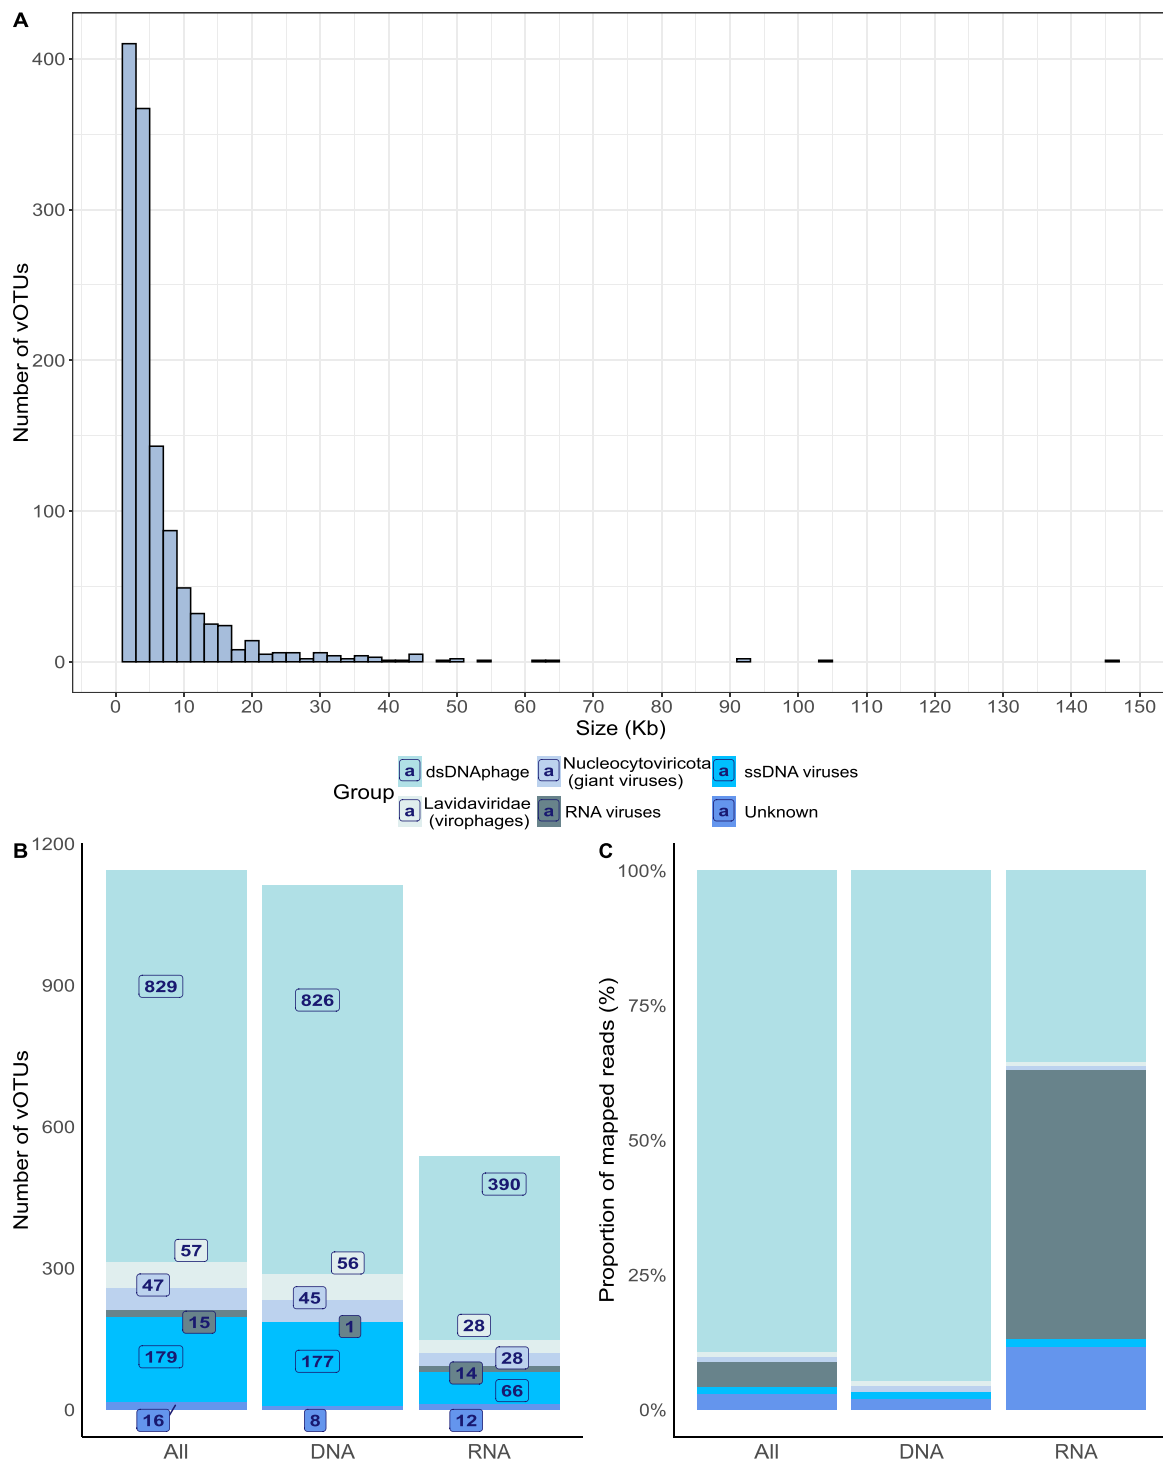 A
Number of vOTUs
400
300
200
100
0
0 10 20 30 40 50 60 70 80 90 100 110 120 130 140 150
Size (Kb)
Group
a dsDNAphage
a Nucleocytoviricota
(giant viruses)
a ssDNA viruses
a Lavidaviridae
(virophages)
a RNA viruses
a Unknown
B
Number of vOTUs
1200
900
600
300
0
829
57
47
15
179
16
826
56
45
1
177
8
390
28
28
14
66
12
All DNA RNA
C
Proportion of mapped reads (%)
100%
75%
50%
25%
0%
All DNA RNA